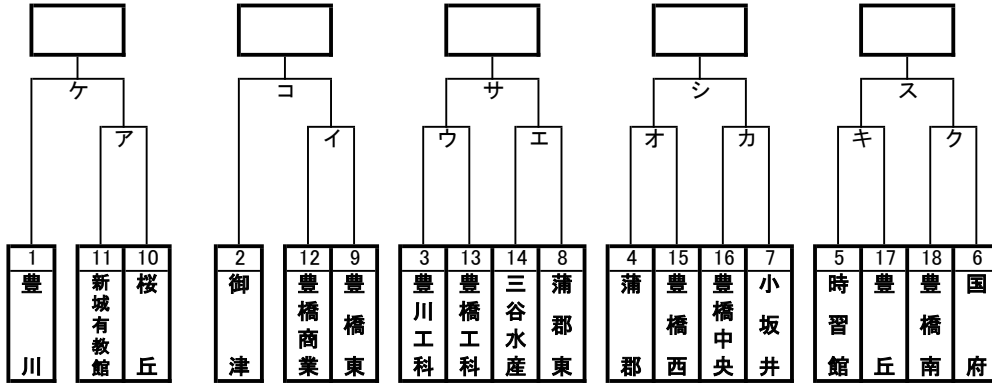 ケ
コ
サ
シ
ス
ア
イ
ウ
エ
オ
カ
キ
ク
1 豊川
11 新城有教館
10 桜丘
2 御津
12 豊橋商業
9 豊橋東
3 豊川工科
13 豊橋工科
14 三谷水産
8 蒲郡東
4 蒲郡
15 豊橋西
16 豊橋中央
7 小坂井
5 時習館
17 豊丘
18 豊橋南
6 国府